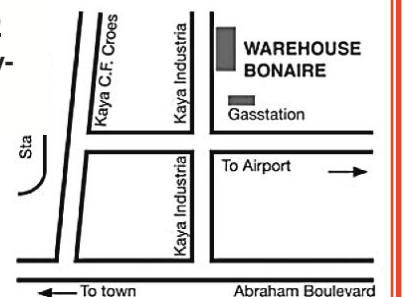 y-
Kaya C.F. Croes
Kaya Industria
WAREHOUSE
BONAIRE
Gasstation
Sta
Kaya Industria
To Airport
To town
Abraham Boulevard